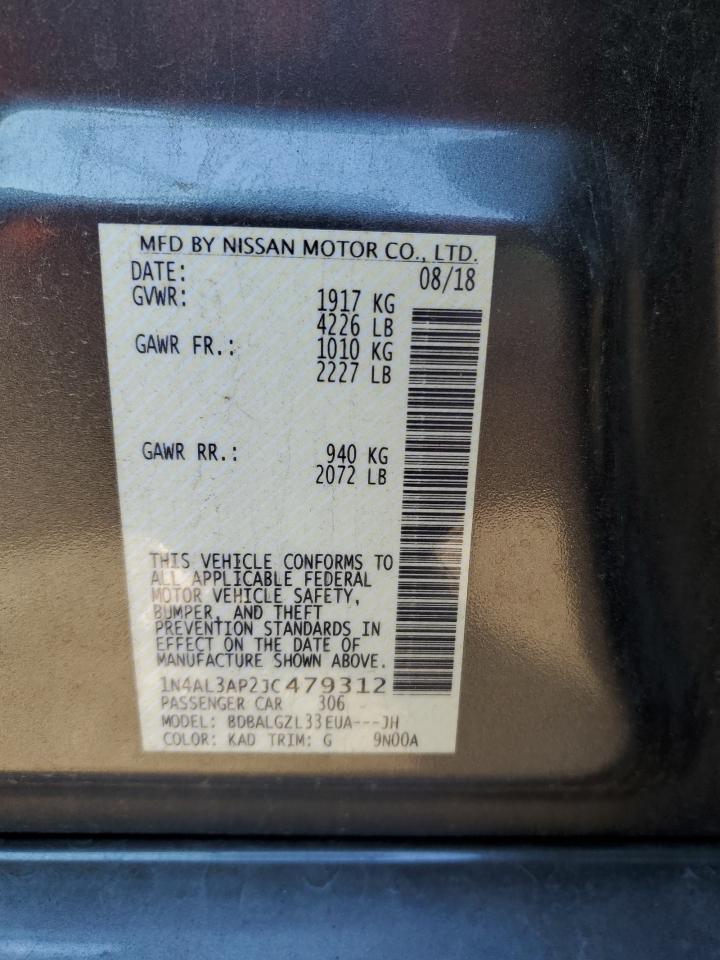 MFD BY NISSAN MOTOR CO., LTD.
DATE: 08/18
GVWR: 1917 KG
4226 LB
GAWR FR.: 1010 KG
2227 LB
GAWR RR.: 940 KG
2072 LB
THIS VEHICLE CONFORMS TO
ALL APPLICABLE FEDERAL
MOTOR VEHICLE SAFETY,
BUMPER, AND THEFT
PREVENTION STANDARDS IN
EFFECT ON THE DATE OF
MANUFACTURE SHOWN ABOVE.
1N4AL3AP2JC479312
PASSENGER CAR 306
MODEL: BDBALGZL33EUA---JH
COLOR: KAD TRIM: G 9N00A